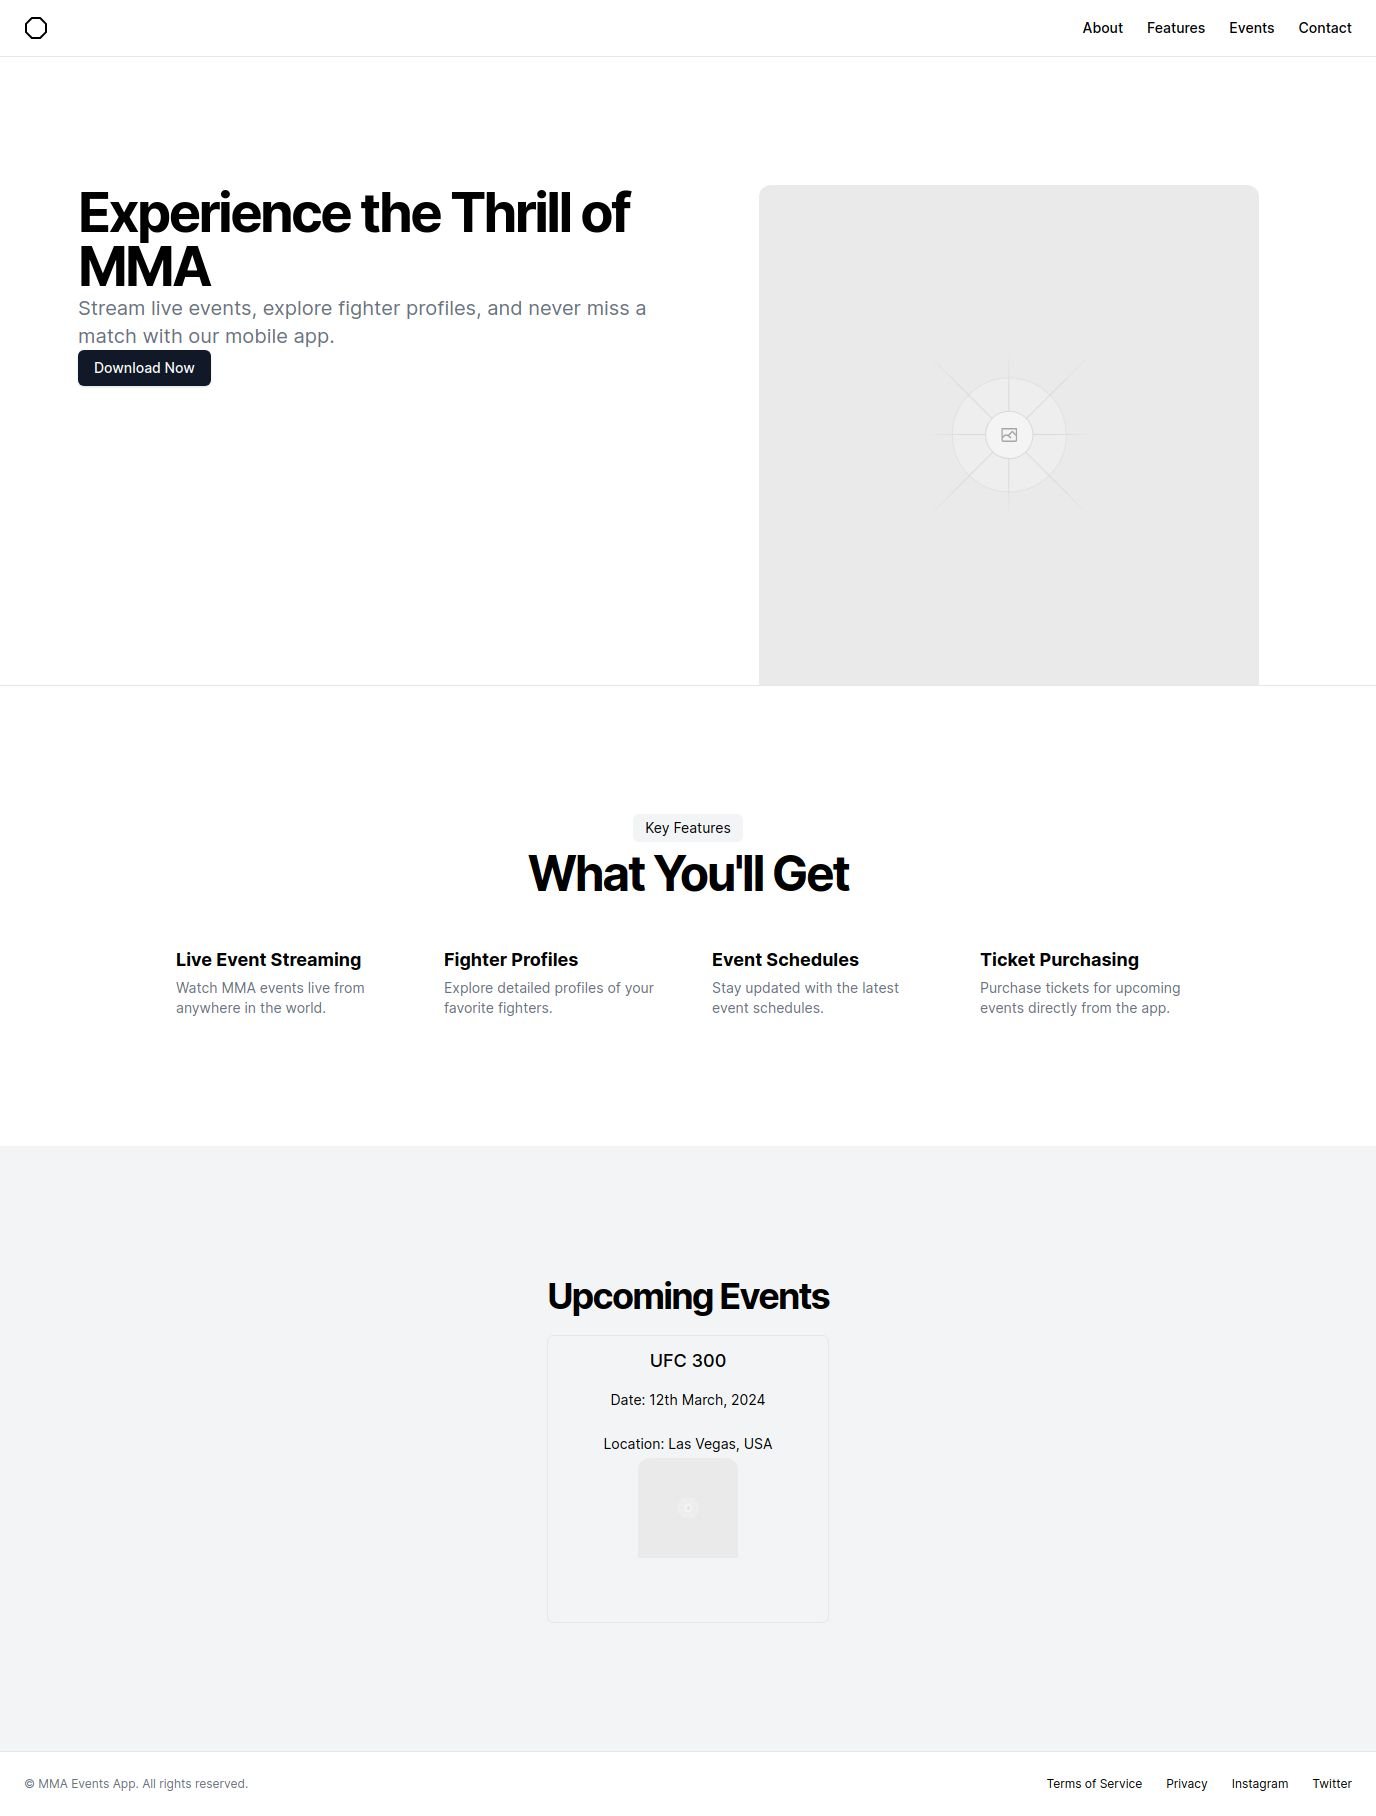 About Features Events Contact
Experience the Thrill of
MMA
Stream live events, explore fighter profiles, and never miss a
match with our mobile app.
Download Now
Key Features
What You'll Get
Live Event Streaming
Watch MMA events live from
anywhere in the world.
Fighter Profiles
Explore detailed profiles of your
favorite fighters.
Event Schedules
Stay updated with the latest
event schedules.
Ticket Purchasing
Purchase tickets for upcoming
events directly from the app.
Upcoming Events
UFC 300
Date: 12th March, 2024
Location: Las Vegas, USA
© MMA Events App. All rights reserved.
Terms of Service Privacy Instagram Twitter